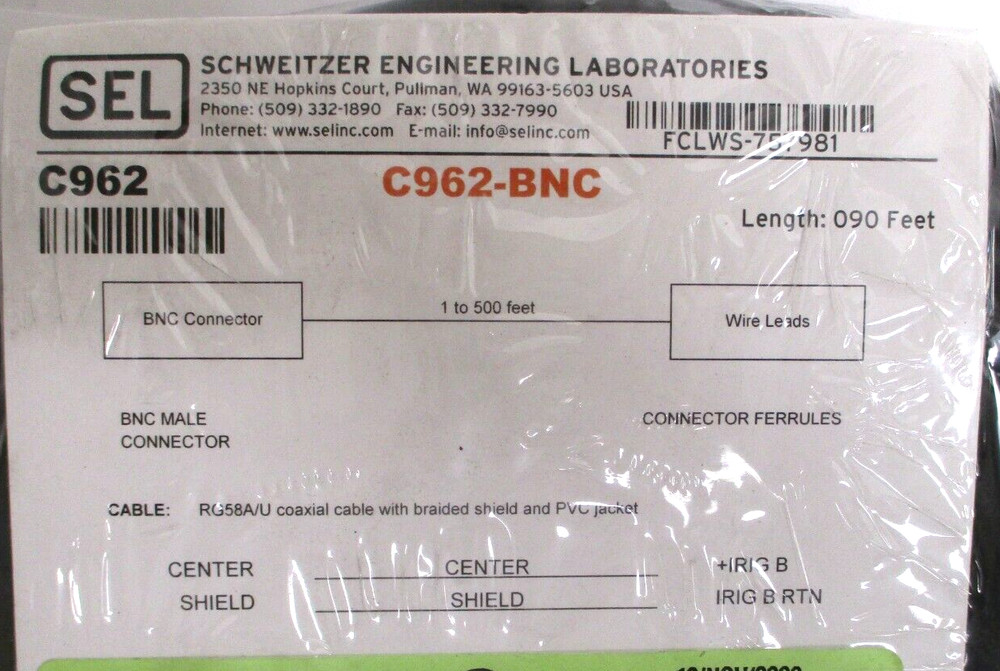 SEL
SCHWEITZER ENGINEERING LABORATORIES
2350 NE Hopkins Court, Pullman, WA 99163-5603 USA
Phone: (509) 332-1890 Fax: (509) 332-7990
Internet: www.selinc.com E-mail: info@selinc.com
C962
C962-BNC
Length: 090 Feet
BNC Connector
1 to 500 feet
Wire Leads
BNC MALE
CONNECTOR
CONNECTOR FERRULES
CABLE: RG58A/U coaxial cable with braided shield and PVC jacket
CENTER CENTER +IRIG B
SHIELD SHIELD IRIG B RTN